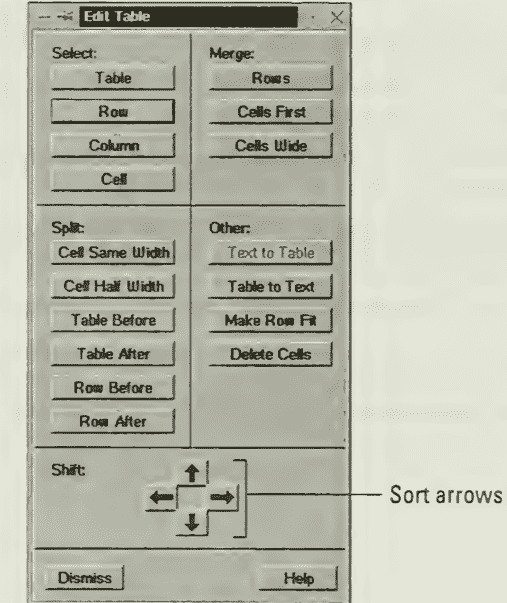 Edit Table
Select:
Table
Row
Column
Cell
Merge:
Rows
Cells First
Cells Wide
Split:
Cell Same Width
Cell Half Width
Table Before
Table After
Row Before
Row After
Other:
Text to Table
Table to Text
Make Row Fit
Delete Cells
Shift:
Sort arrows
Dismiss
Help